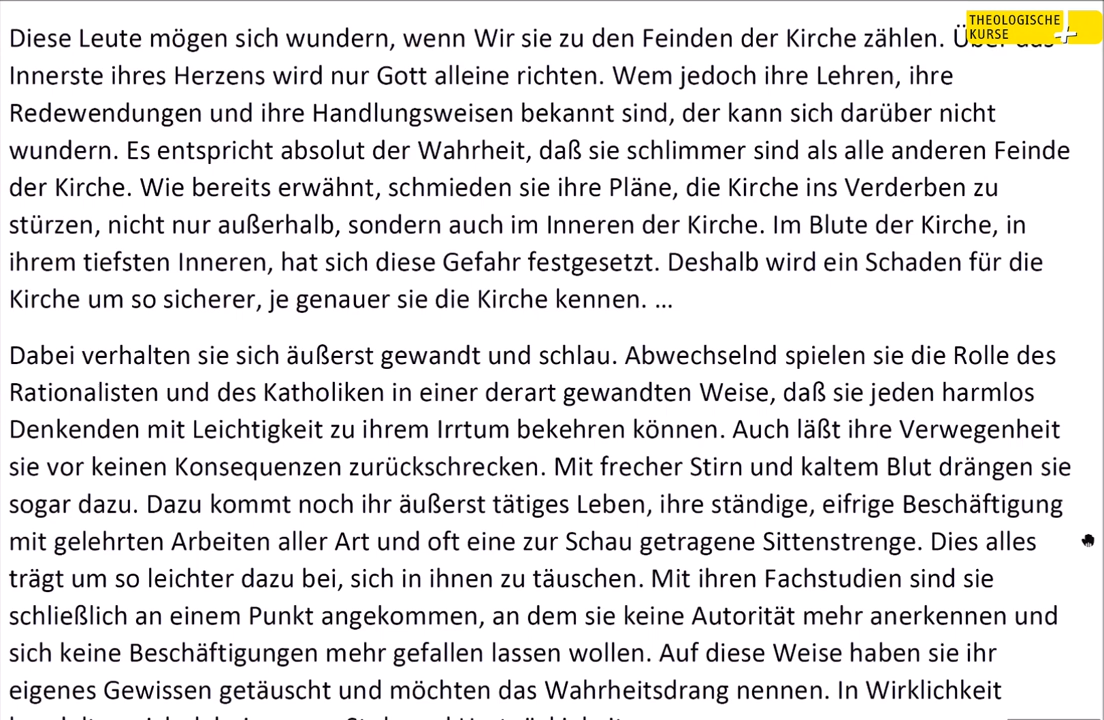 THEOLOGISCHE
KURSE
Diese Leute mögen sich wundern, wenn Wir sie zu den Feinden der Kirche zählen. Über das
Innerste ihres Herzens wird nur Gott alleine richten. Wem jedoch ihre Lehren, ihre
Redewendungen und ihre Handlungsweisen bekannt sind, der kann sich darüber nicht
wundern. Es entspricht absolut der Wahrheit, daß sie schlimmer sind als alle anderen Feinde
der Kirche. Wie bereits erwähnt, schmieden sie ihre Pläne, die Kirche ins Verderben zu
stürzen, nicht nur außerhalb, sondern auch im Inneren der Kirche. Im Blute der Kirche, in
ihrem tiefsten Inneren, hat sich diese Gefahr festgesetzt. Deshalb wird ein Schaden für die
Kirche um so sicherer, je genauer sie die Kirche kennen. ...
Dabei verhalten sie sich äußerst gewandt und schlau. Abwechselnd spielen sie die Rolle des
Rationalisten und des Katholiken in einer derart gewandten Weise, daß sie jeden harmlos
Denkenden mit Leichtigkeit zu ihrem Irrtum bekehren können. Auch läßt ihre Verwegenheit
sie vor keinen Konsequenzen zurückschrecken. Mit frecher Stirn und kaltem Blut drängen sie
sogar dazu. Dazu kommt noch ihr äußerst tätiges Leben, ihre ständige, eifrige Beschäftigung
mit gelehrten Arbeiten aller Art und oft eine zur Schau getragene Sittenstrenge. Dies alles
trägt um so leichter dazu bei, sich in ihnen zu täuschen. Mit ihren Fachstudien sind sie
schließlich an einem Punkt angekommen, an dem sie keine Autorität mehr anerkennen und
sich keine Beschäftigungen mehr gefallen lassen wollen. Auf diese Weise haben sie ihr
eigenes Gewissen getäuscht und möchten das Wahrheitsdrang nennen. In Wirklichkeit